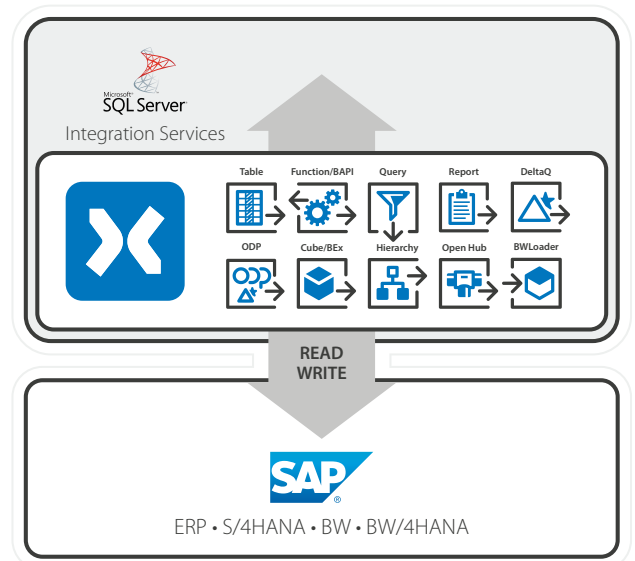 Microsoft®
SQL Server®
Integration Services
Table Function/BAPI Query Report DeltaQ
ODP Cube/BEx Hierarchy Open Hub BWLoader
ODP
READ
WRITE
SAP®
ERP • S/4HANA • BW • BW/4HANA